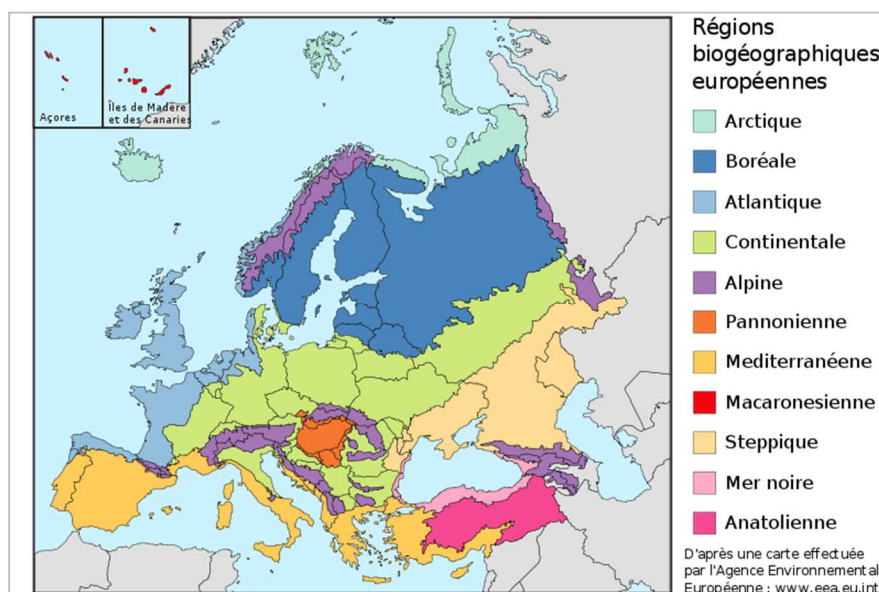 Açores
Îles de Madère
et des Canaries
Régions
biogéographiques
européennes
Arctique
Boréale
Atlantique
Continentale
Alpine
Pannonienne
Mediterranéene
Macaronesienne
Steppique
Mer noire
Anatolienne
D'après une carte effectuée
par l'Agence Environnemental
Européenne : www.eea.eu.int